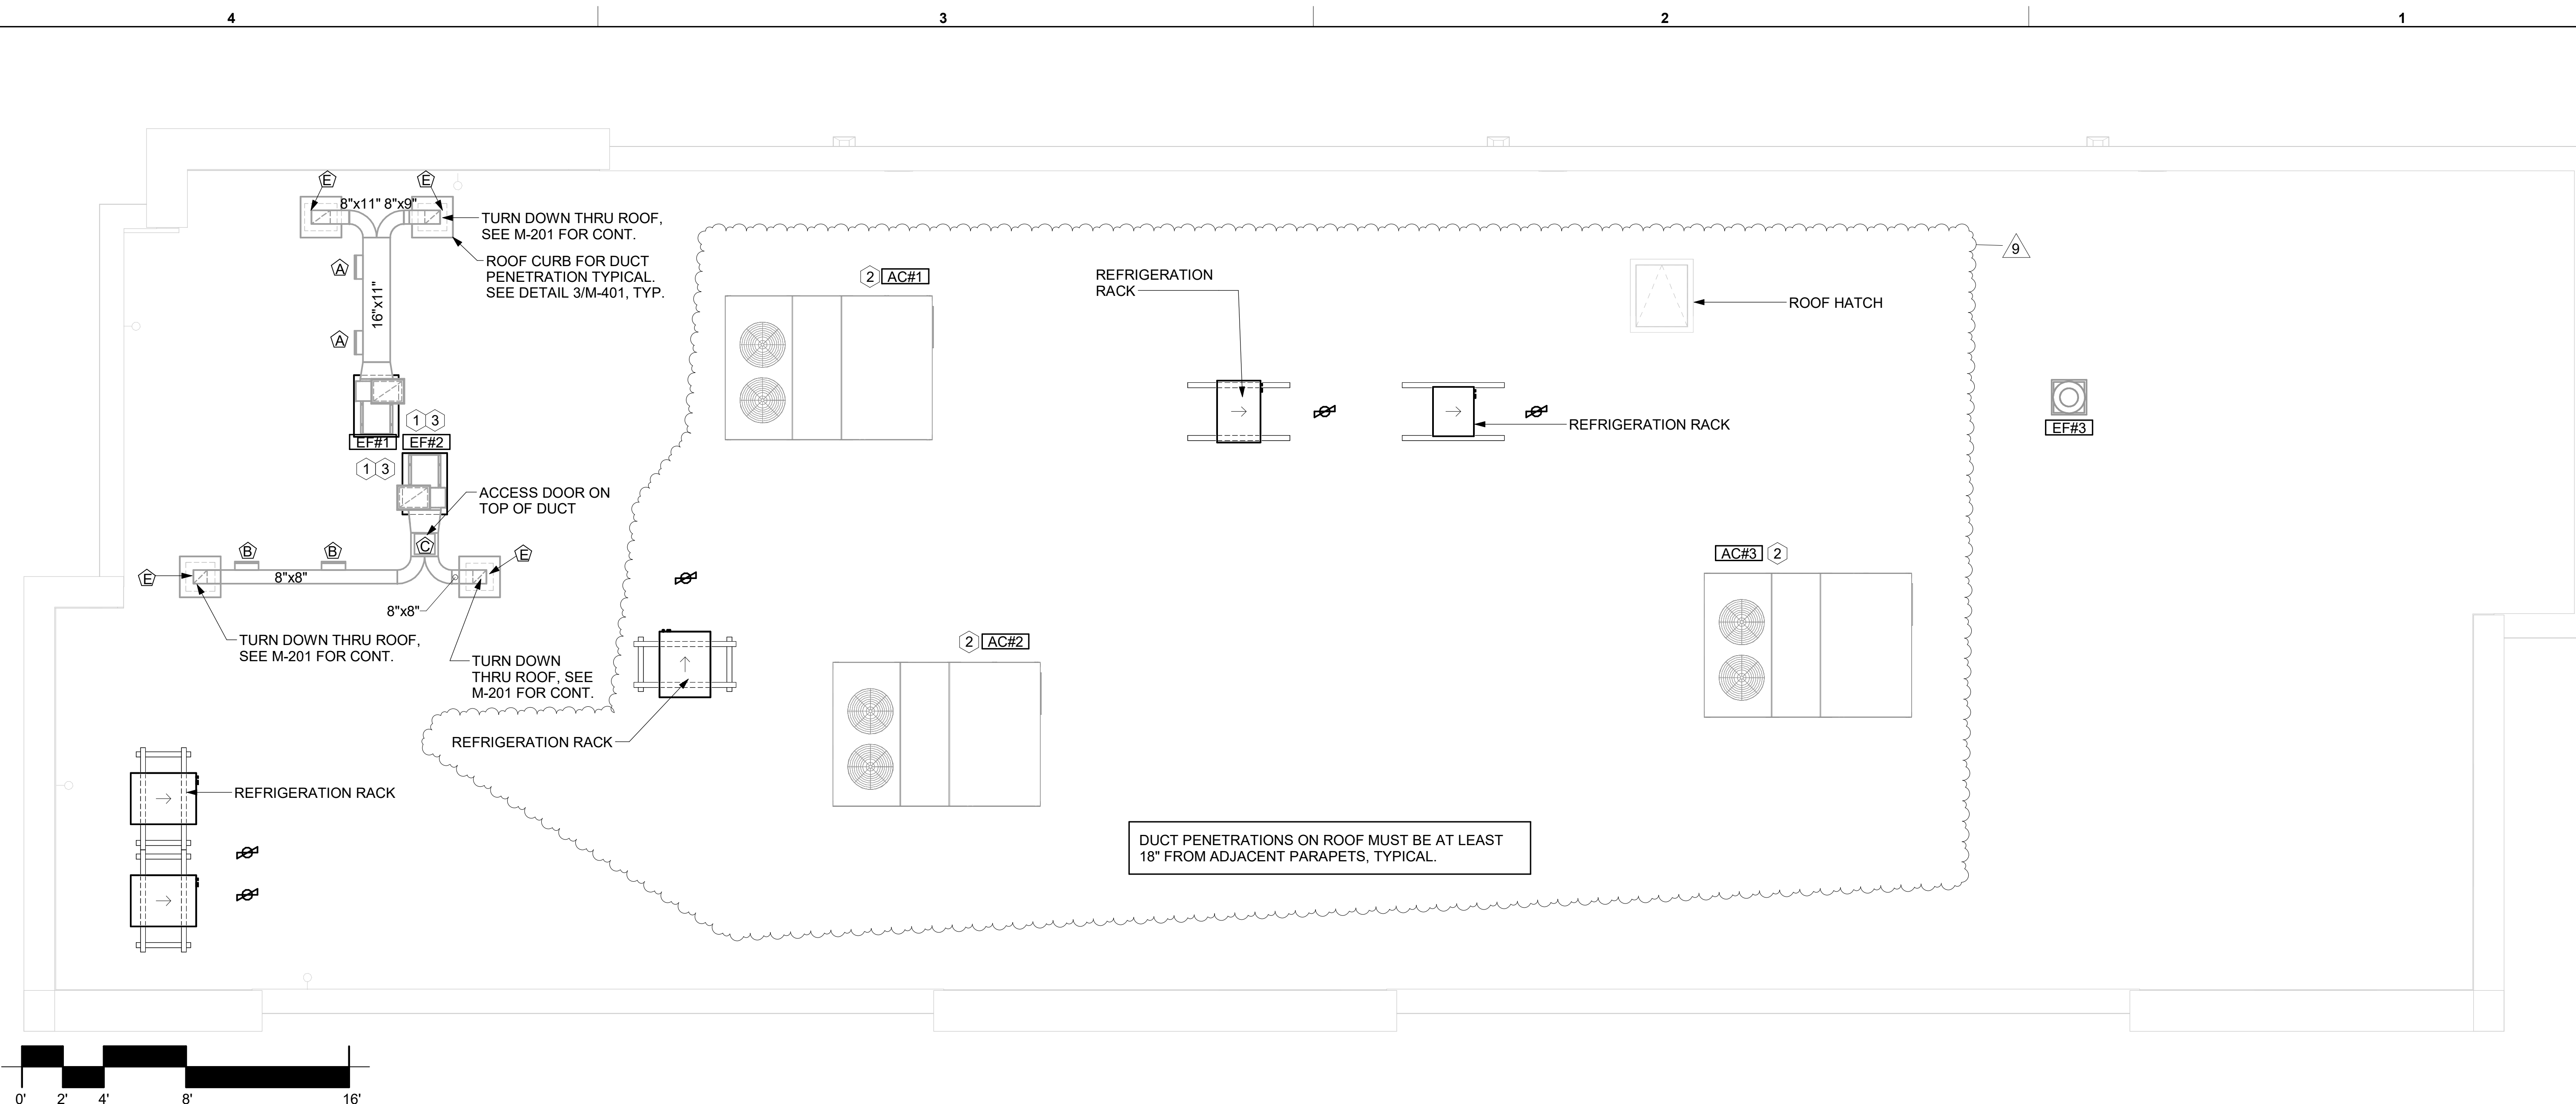 4
3
2
1
E
E
8"x11" 8"x9"
TURN DOWN THRU ROOF,
SEE M-201 FOR CONT.
ROOF CURB FOR DUCT
PENETRATION TYPICAL.
SEE DETAIL 3/M-401, TYP.
A
16"x11"
A
1 3
EF#1 EF#2
1 3
ACCESS DOOR ON
TOP OF DUCT
B
B
C
E
E
8"x8"
8"x8"
TURN DOWN THRU ROOF,
SEE M-201 FOR CONT.
TURN DOWN
THRU ROOF, SEE
M-201 FOR CONT.
REFRIGERATION RACK
REFRIGERATION RACK
2 AC#1
REFRIGERATION
RACK
9
ROOF HATCH
REFRIGERATION RACK
EF#3
AC#3 2
2 AC#2
DUCT PENETRATIONS ON ROOF MUST BE AT LEAST
18" FROM ADJACENT PARAPETS, TYPICAL.
0' 2' 4' 8' 16'